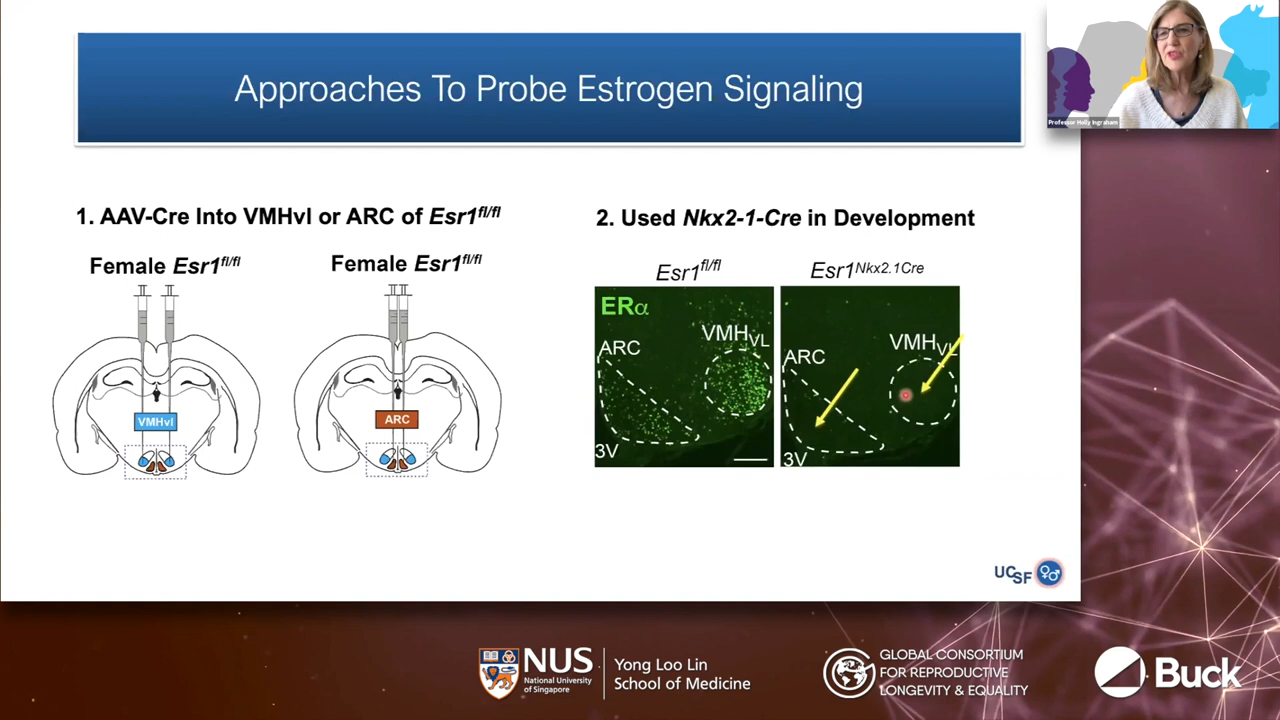 Approaches To Probe Estrogen Signaling
Professor Holly Ingraham
1. AAV-Cre Into VMHvl or ARC of Esr1fl/fl
Female Esr1fl/fl
Female Esr1fl/fl
VMHvl
ARC
2. Used Nkx2-1-Cre in Development
Esr1fl/fl
Esr1Nkx2.1Cre
ERα
VMHVL
ARC
3V
VMHVL
ARC
3V
UCSF
NUS
National University
of Singapore
Yong Loo Lin
School of Medicine
GLOBAL CONSORTIUM
FOR REPRODUCTIVE
LONGEVITY & EQUALITY
Buck